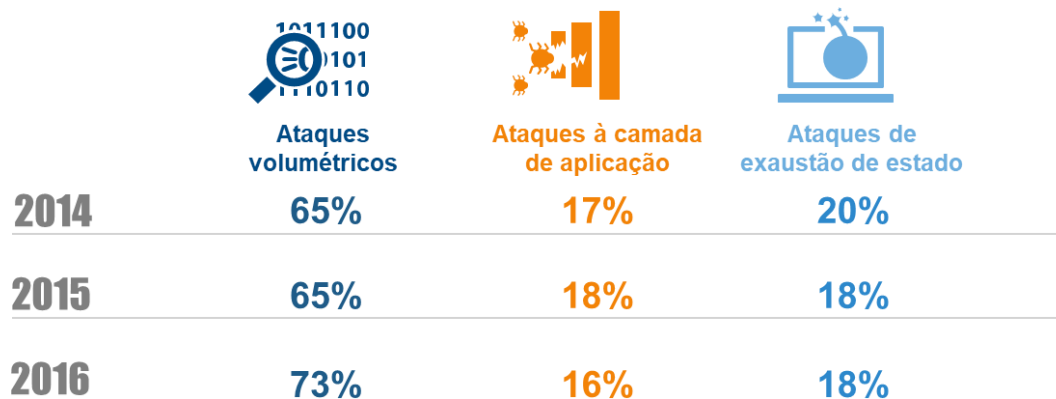 1011100
0101
1110110
Ataques
volumétricos
Ataques à camada
de aplicação
Ataques de
exaustão de estado
2014 65% 17% 20%
2015 65% 18% 18%
2016 73% 16% 18%